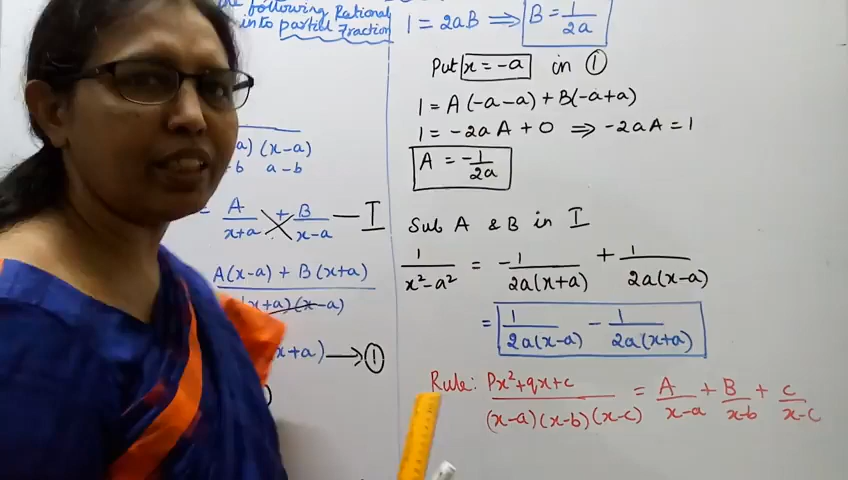 the following Rational
into partial Fraction
a) (x-a)
+b a-b
= A/x+a + B/x-a — I
A(x-a) + B(x+a)
(x+a)(x-a)
x+a) → ①
1 = 2aB ⇒ B = 1/2a
Put x = -a in ①
1 = A(-a-a) + B(-a+a)
1 = -2aA + 0 ⇒ -2aA = 1
A = -1/2a
Sub A & B in I
1/x²-a² = -1/2a(x+a) + 1/2a(x-a)
= 1/2a(x-a) - 1/2a(x+a)
Rule: Px²+qx+c/(x-a)(x-b)(x-c) = A/x-a + B/x-b + c/x-c